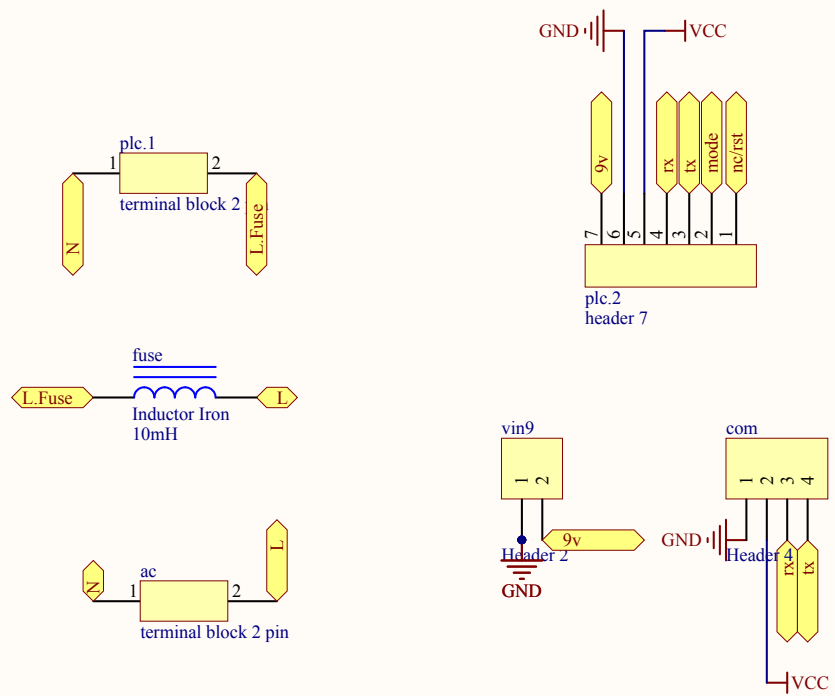 GND
VCC
9v
rx
tx
mode
nc/rst
7
6
5
4
3
2
1
plc.2
header 7
plc.1
1
2
terminal block 2 pin
N
L.Fuse
fuse
L.Fuse
L
Inductor Iron
10mH
vin9
1
2
9v
Header 2
GND
com
1
2
3
4
GND
Header 4
rx
tx
VCC
ac
N
1
2
L
terminal block 2 pin